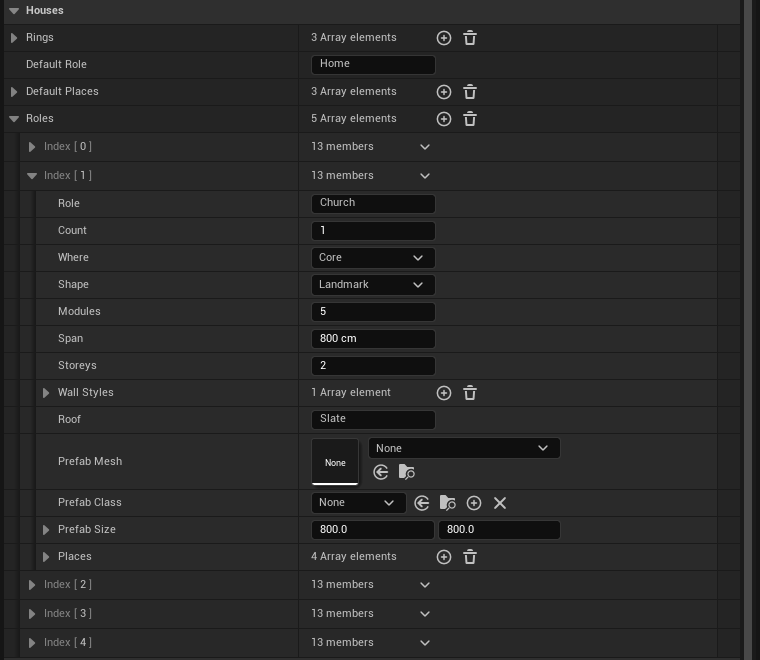 Houses
Rings 3 Array elements
Default Role Home
Default Places 3 Array elements
Roles 5 Array elements
Index [ 0 ] 13 members
Index [ 1 ] 13 members
Role Church
Count 1
Where Core
Shape Landmark
Modules 5
Span 800 cm
Storeys 2
Wall Styles 1 Array element
Roof Slate
Prefab Mesh None None
Prefab Class None
Prefab Size 800.0 800.0
Places 4 Array elements
Index [ 2 ] 13 members
Index [ 3 ] 13 members
Index [ 4 ] 13 members